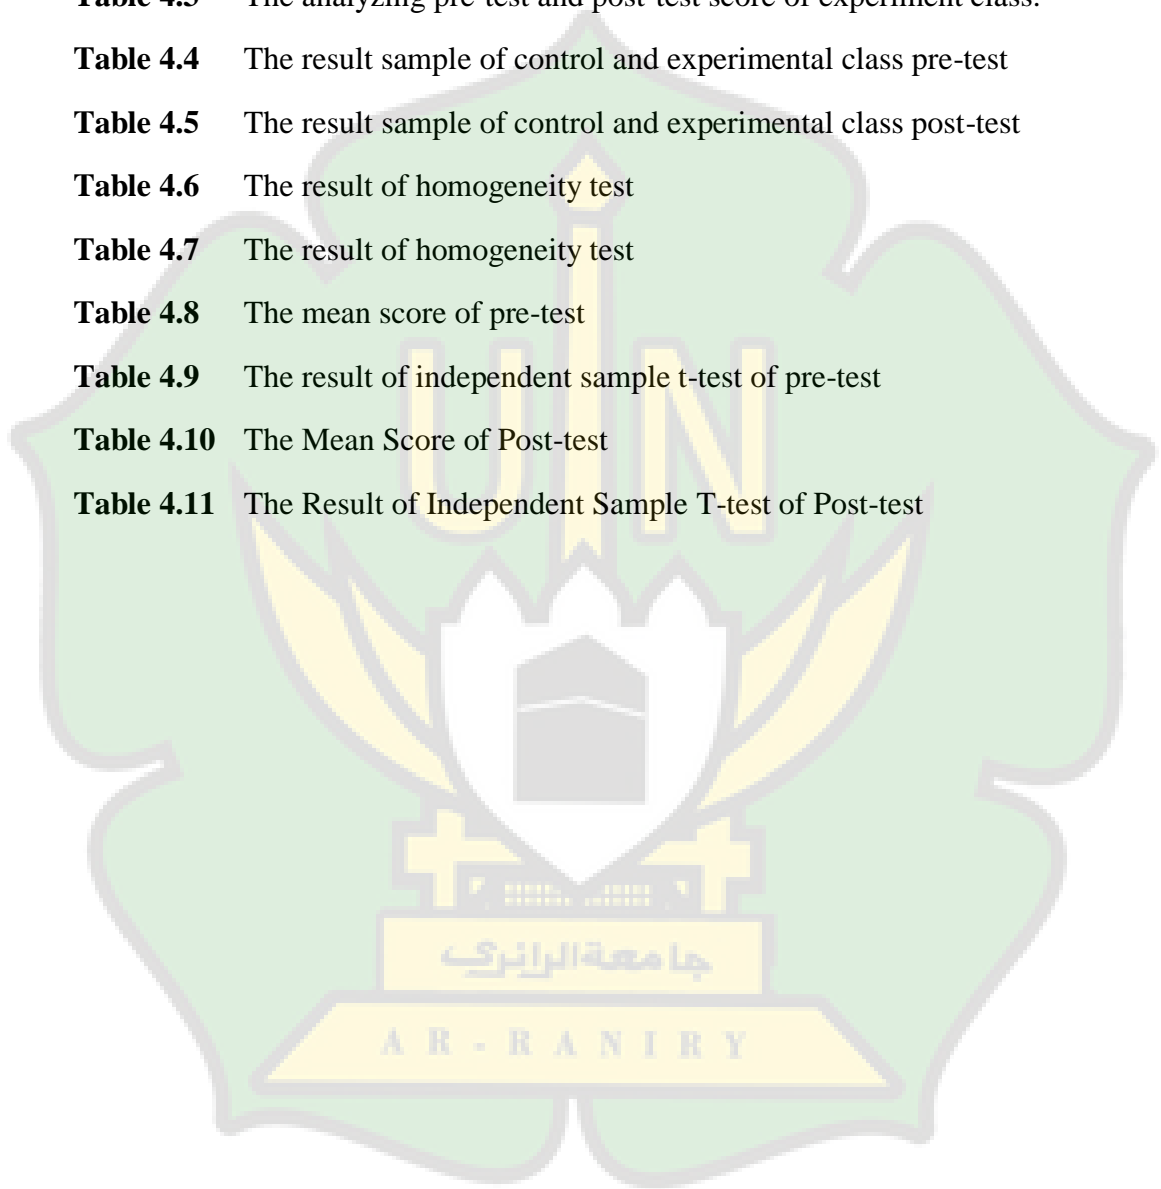 Table 4.3 The analyzing pre-test and post-test score of experiment class.
Table 4.4 The result sample of control and experimental class pre-test
Table 4.5 The result sample of control and experimental class post-test
Table 4.6 The result of homogeneity test
Table 4.7 The result of homogeneity test
Table 4.8 The mean score of pre-test
Table 4.9 The result of independent sample t-test of pre-test
Table 4.10 The Mean Score of Post-test
Table 4.11 The Result of Independent Sample T-test of Post-test
UIN
جامعة الرانري
AR-RANIRY